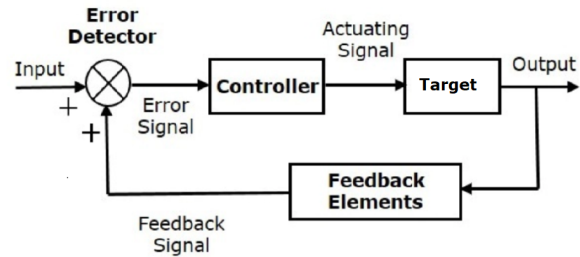 Error
Detector
Input
+
+
Error
Signal
Controller
Actuating
Signal
Target
Output
Feedback
Elements
Feedback
Signal